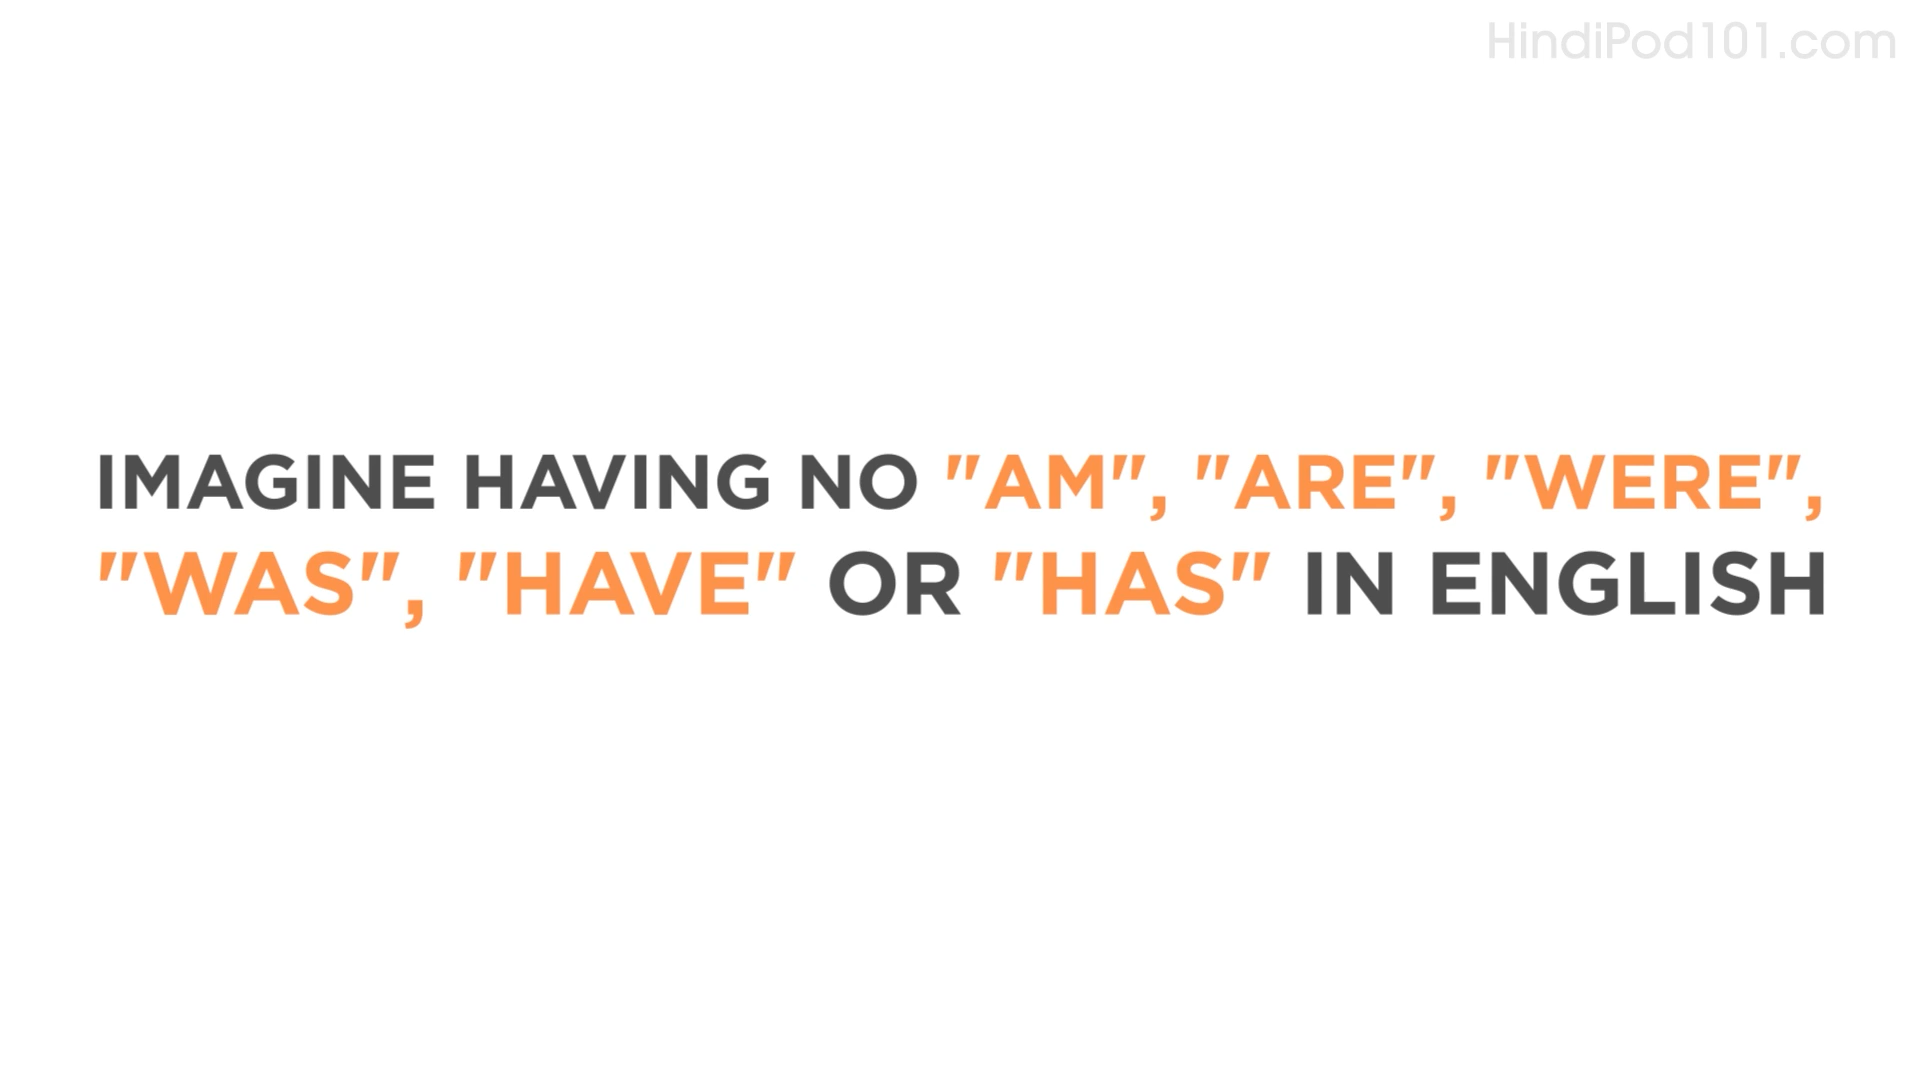 HindiPod101.com
IMAGINE HAVING NO "AM", "ARE", "WERE",
"WAS", "HAVE" OR "HAS" IN ENGLISH